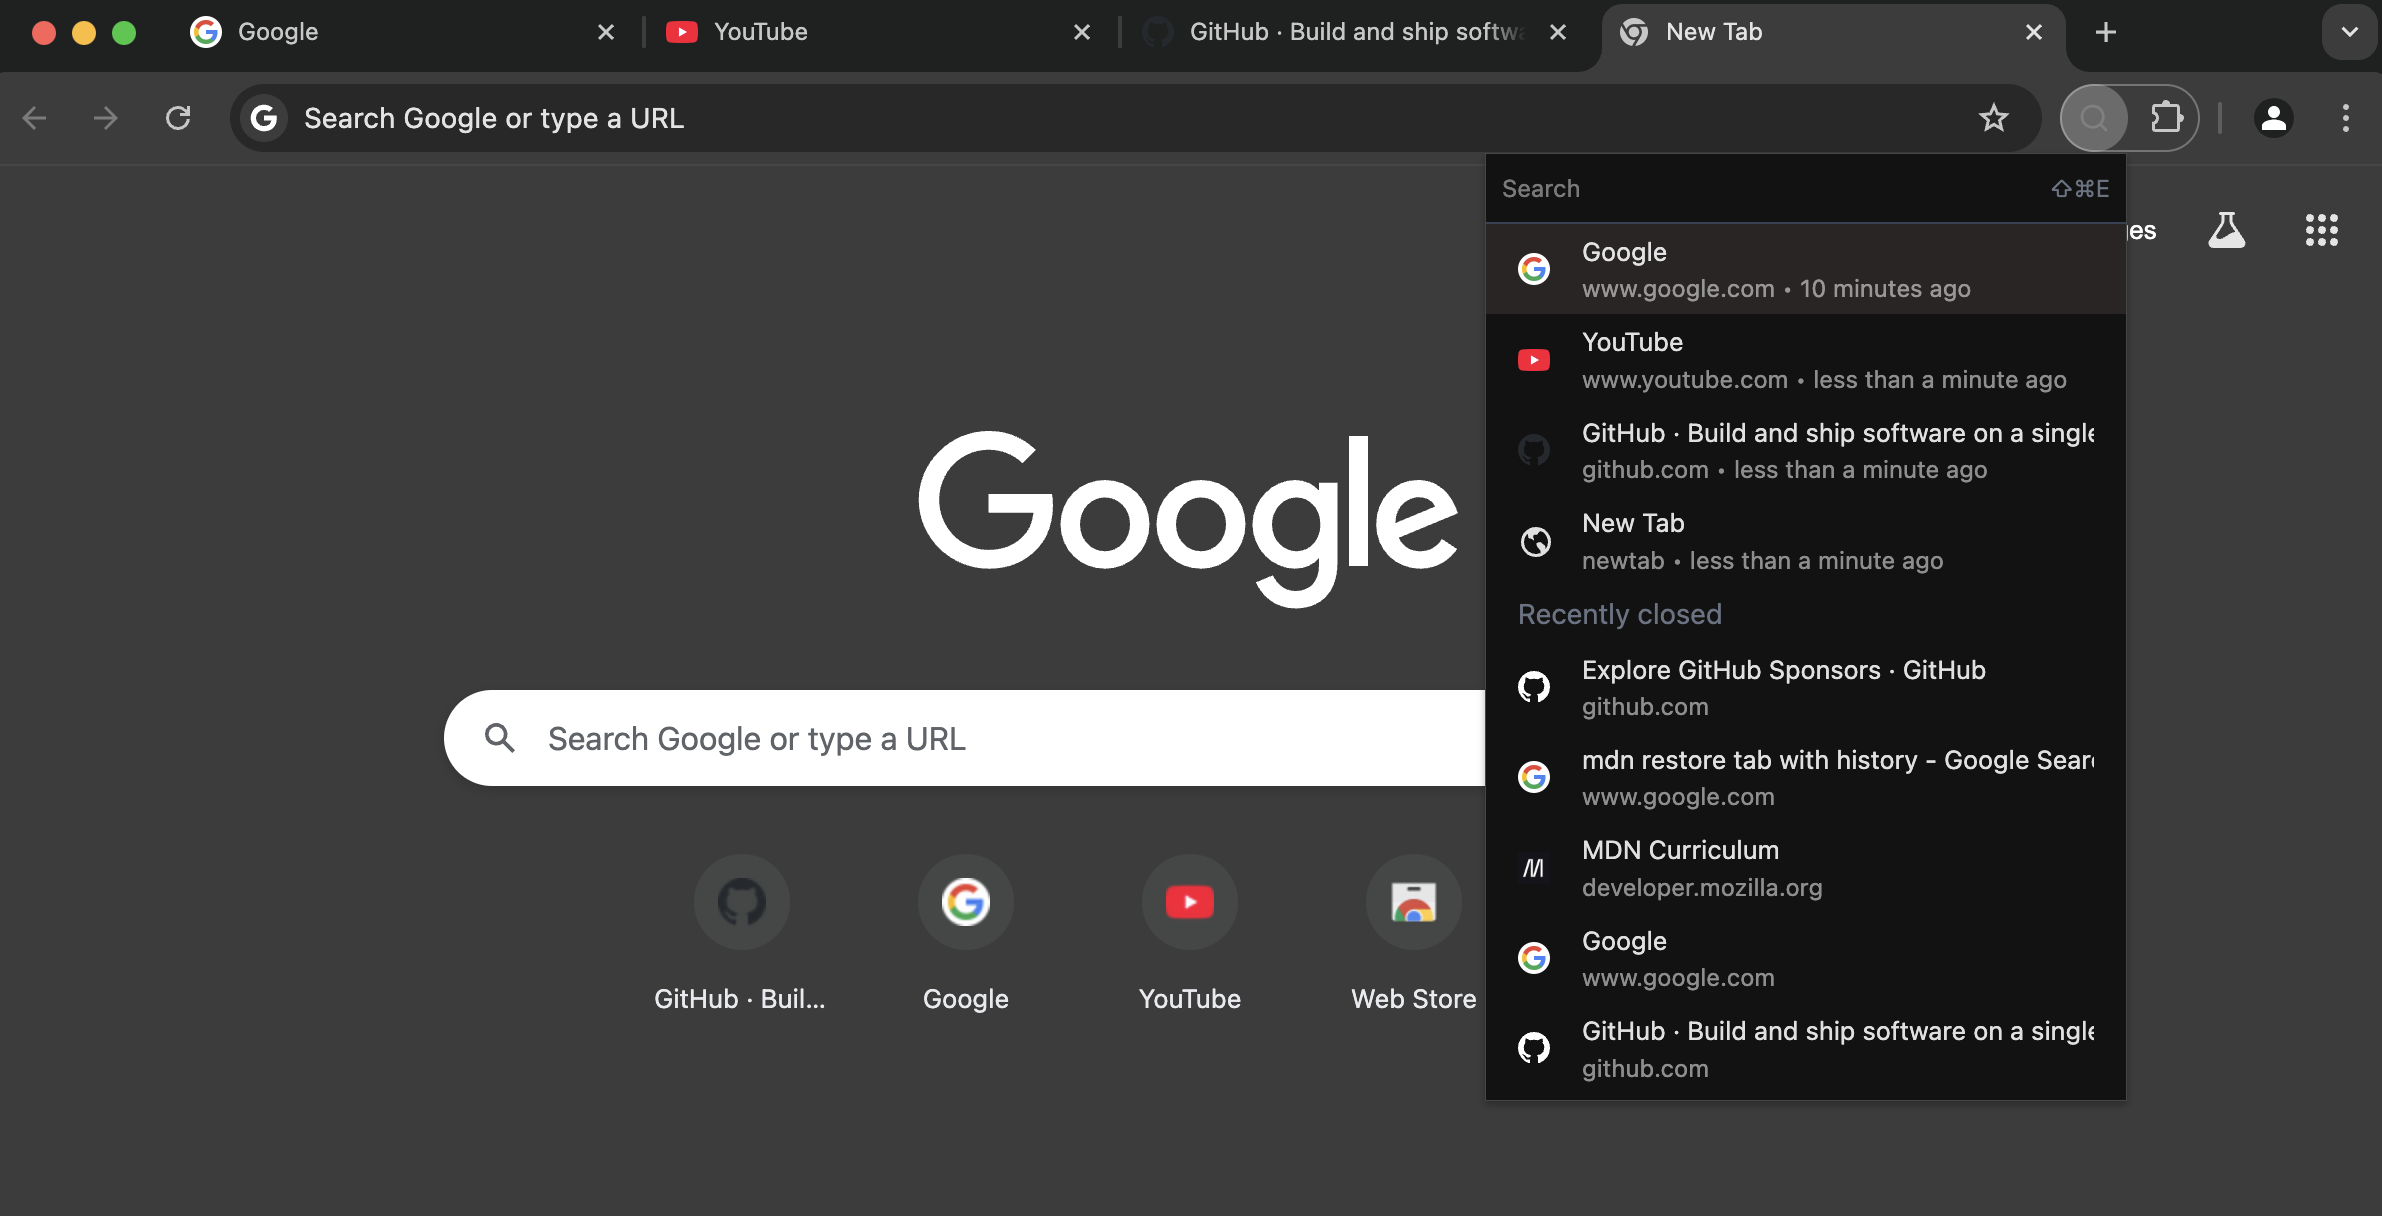 Google
YouTube
GitHub · Build and ship softw
New Tab
Search Google or type a URL
Search
⇧⌘E
Google
www.google.com • 10 minutes ago
YouTube
www.youtube.com • less than a minute ago
GitHub · Build and ship software on a single
github.com • less than a minute ago
New Tab
newtab • less than a minute ago
Recently closed
Explore GitHub Sponsors · GitHub
github.com
mdn restore tab with history - Google Sear
www.google.com
MDN Curriculum
developer.mozilla.org
Google
www.google.com
GitHub · Build and ship software on a single
github.com
Google
Search Google or type a URL
GitHub · Buil...
Google
YouTube
Web Store